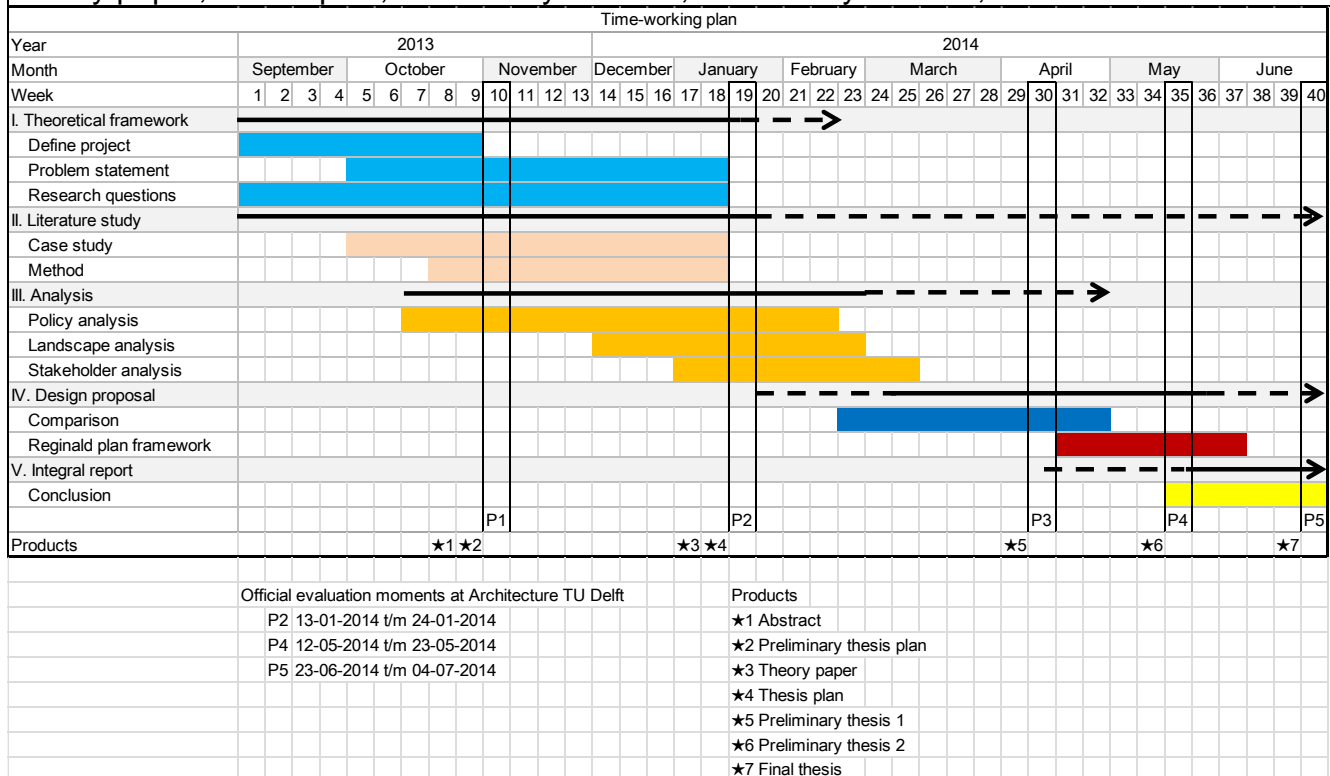 Time-working plan
Year 2013 2014
Month September October November December January February March April May June
Week 1 2 3 4 5 6 7 8 9 10 11 12 13 14 15 16 17 18 19 20 21 22 23 24 25 26 27 28 29 30 31 32 33 34 35 36 37 38 39 40
I. Theoretical framework
Define project
Problem statement
Research questions
II. Literature study
Case study
Method
III. Analysis
Policy analysis
Landscape analysis
Stakeholder analysis
IV. Design proposal
Comparison
Reginald plan framework
V. Integral report
Conclusion
P1 P2 P3 P4 P5
Products ★1 ★2 ★3 ★4 ★5 ★6 ★7
Official evaluation moments at Architecture TU Delft Products
P2 13-01-2014 t/m 24-01-2014 ★1 Abstract
P4 12-05-2014 t/m 23-05-2014 ★2 Preliminary thesis plan
P5 23-06-2014 t/m 04-07-2014 ★3 Theory paper
★4 Thesis plan
★5 Preliminary thesis 1
★6 Preliminary thesis 2
★7 Final thesis